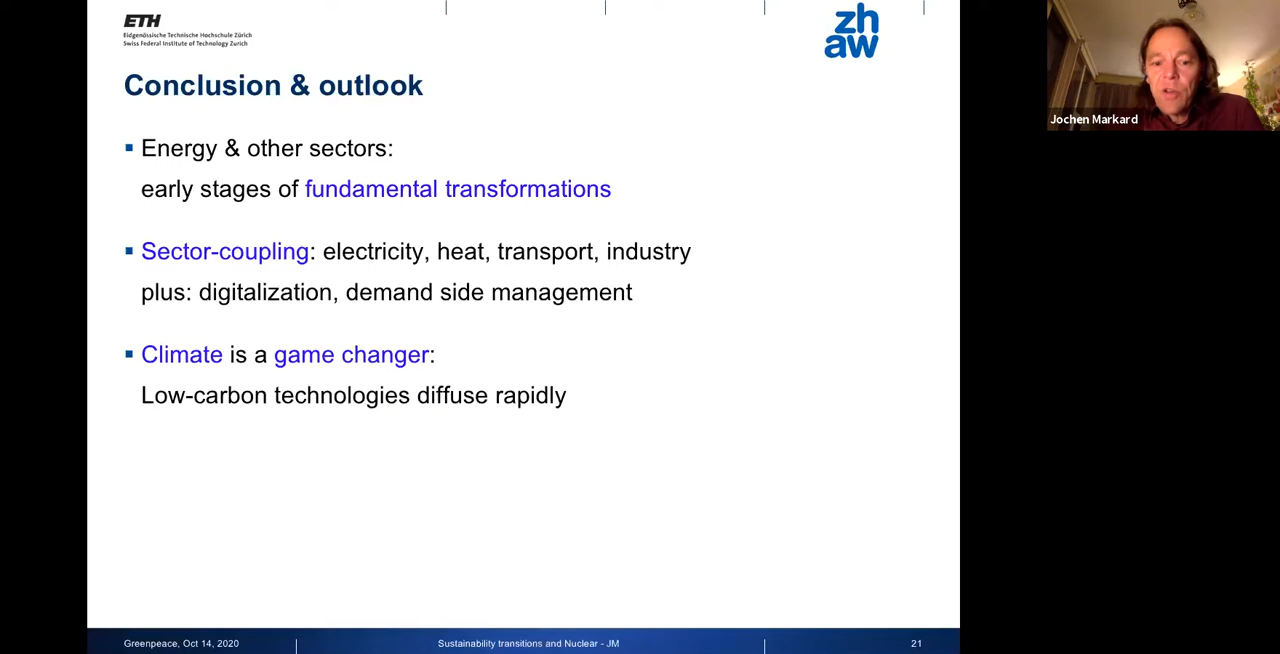 ETH
Eidgenössische Technische Hochschule Zürich
Swiss Federal Institute of Technology Zurich
zh
aw
Jochen Markard
Conclusion & outlook
Energy & other sectors:
early stages of fundamental transformations
Sector-coupling: electricity, heat, transport, industry
plus: digitalization, demand side management
Climate is a game changer:
Low-carbon technologies diffuse rapidly
Greenpeace, Oct 14, 2020
Sustainability transitions and Nuclear - JM
21